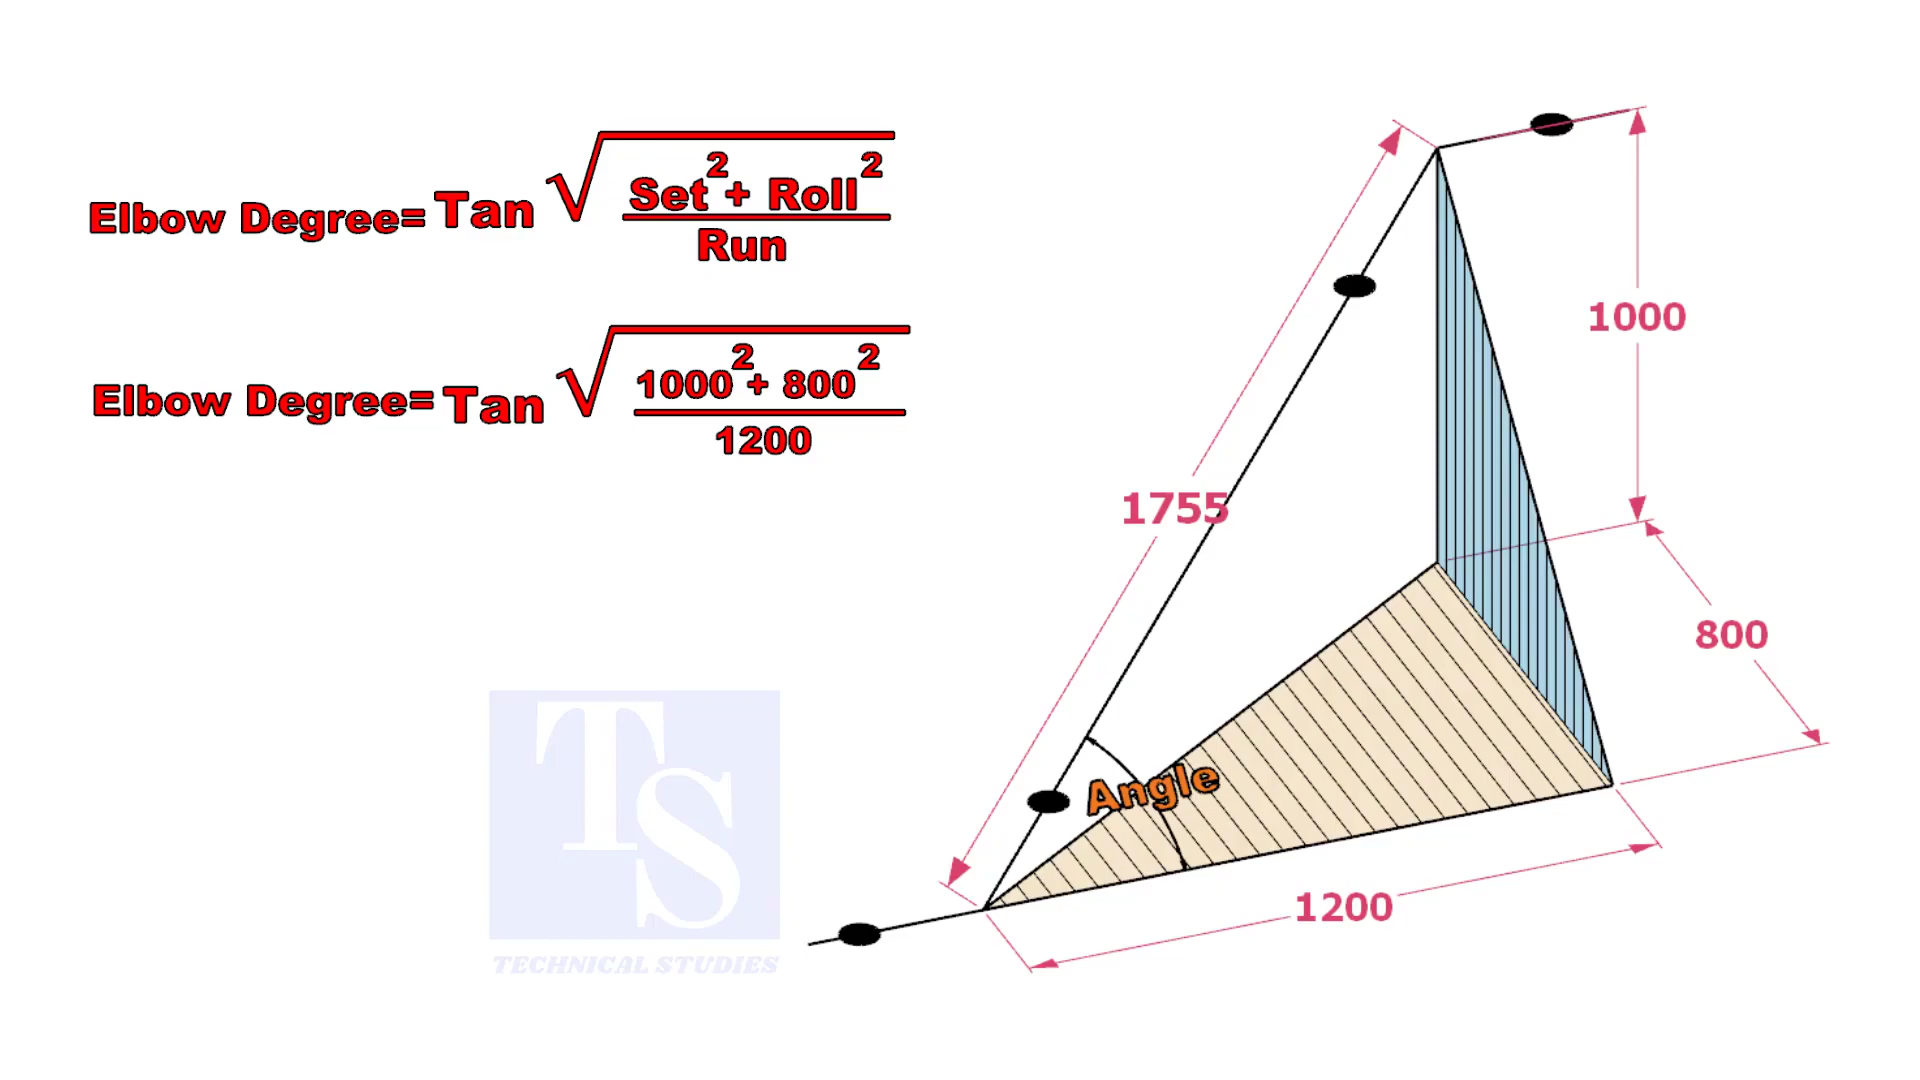 Elbow Degree= Tan √ Set²+ Roll²
Run
Elbow Degree= Tan √ 1000²+ 800²
1200
1000
1755
800
Angle
1200
TS
TECHNICAL STUDIES